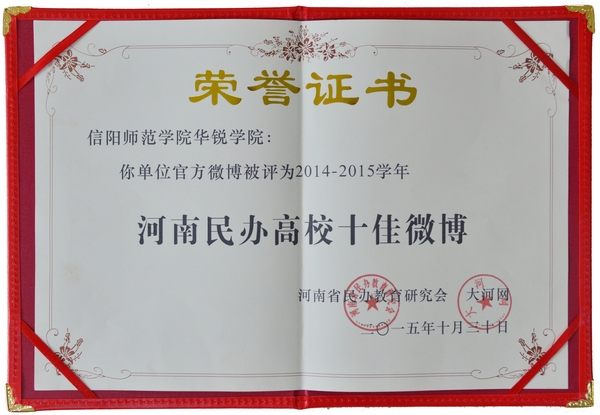 荣誉证书
信阳师范学院华锐学院：
你单位官方微博被评为2014-2015学年
河南民办高校十佳微博
河南省民办教育研究会 大河网
二〇一五年十月三十日